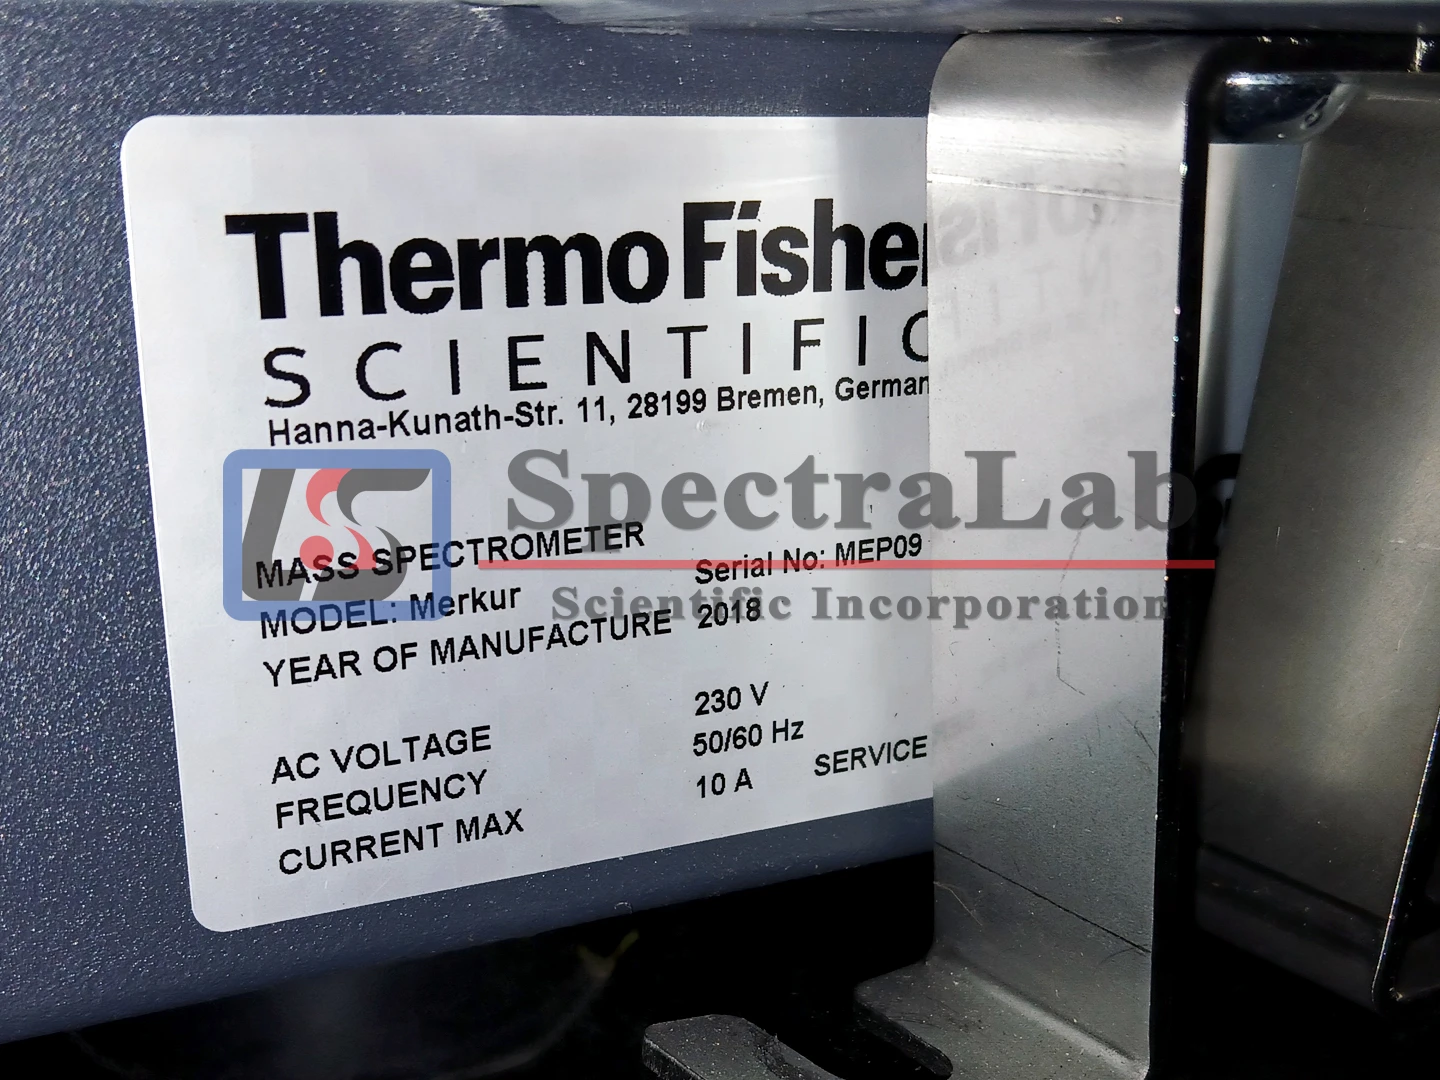 ThermoFishe
SCIENTIFIC
Hanna-Kunath-Str. 11, 28199 Bremen, German
SpectraLab
Scientific Incorporation
MASS SPECTROMETER
MODEL: Merkur Serial No: MEP09
YEAR OF MANUFACTURE 2018
AC VOLTAGE 230 V
FREQUENCY 50/60 Hz
CURRENT MAX 10 A SERVICE